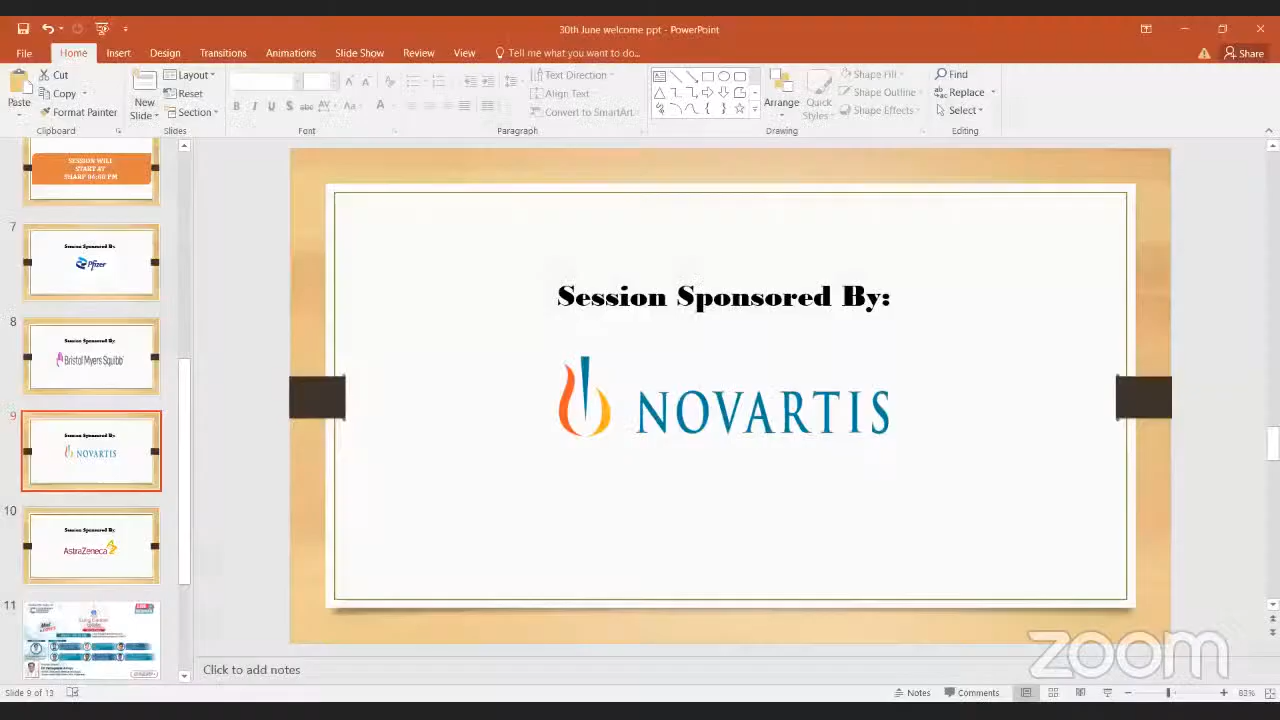 30th June welcome ppt - PowerPoint
File Home Insert Design Transitions Animations Slide Show Review View Tell me what you want to do... Share
Paste
Cut
Copy
Format Painter
Clipboard
New
Slide
Layout
Reset
Section
Slides
B I U S abc AV Aa A
Font
Text Direction
Align Text
Convert to SmartArt
Paragraph
Arrange
Quick
Styles
Shape Fill
Shape Outline
Shape Effects
Drawing
Find
Replace
Select
Editing
SESSION WILL
START AT
SHARP 06:00 PM
7
Session Sponsored By:
Pfizer
8
Session Sponsored By:
Bristol Myers Squibb
9
Session Sponsored By:
NOVARTIS
10
Session Sponsored By:
AstraZeneca
11
Lung Cancer
Session Sponsored By:
NOVARTIS
zoom
Click to add notes
Slide 9 of 13
Notes Comments 83%